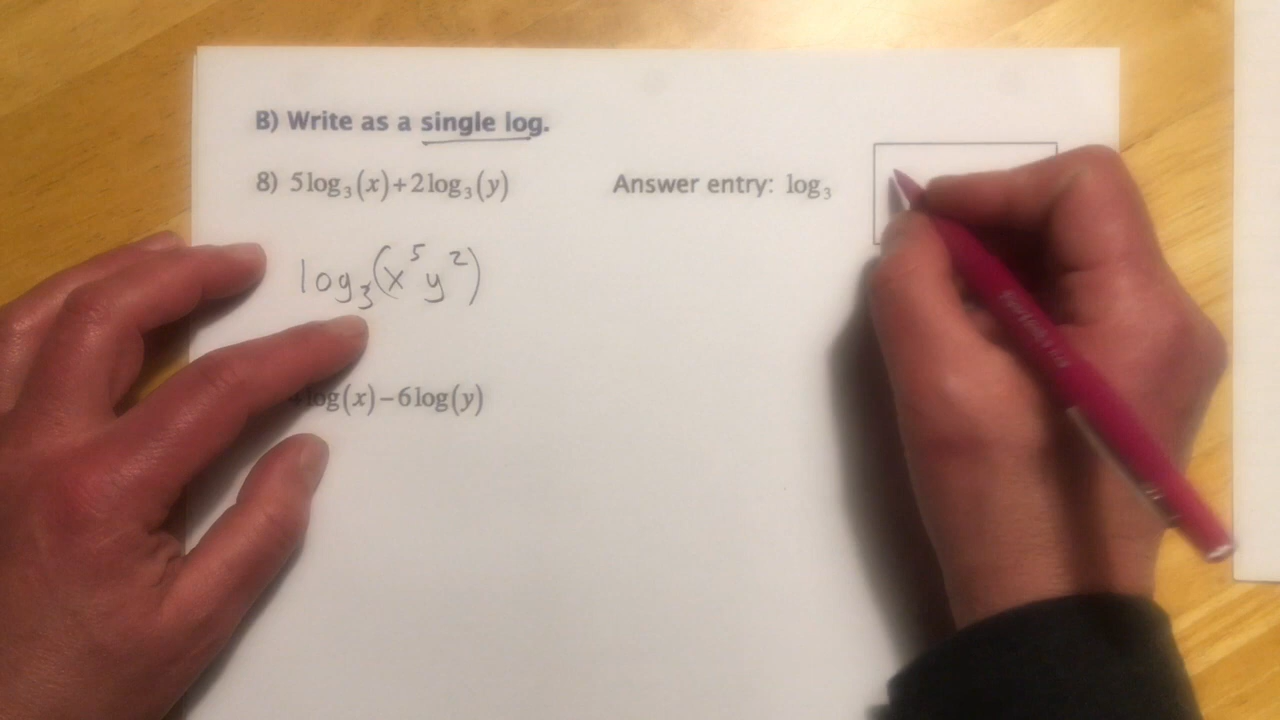 B) Write as a single log.
8) 5log₃(x)+2log₃(y) Answer entry: log₃
log₃(x⁵y²)
log(x)−6log(y)